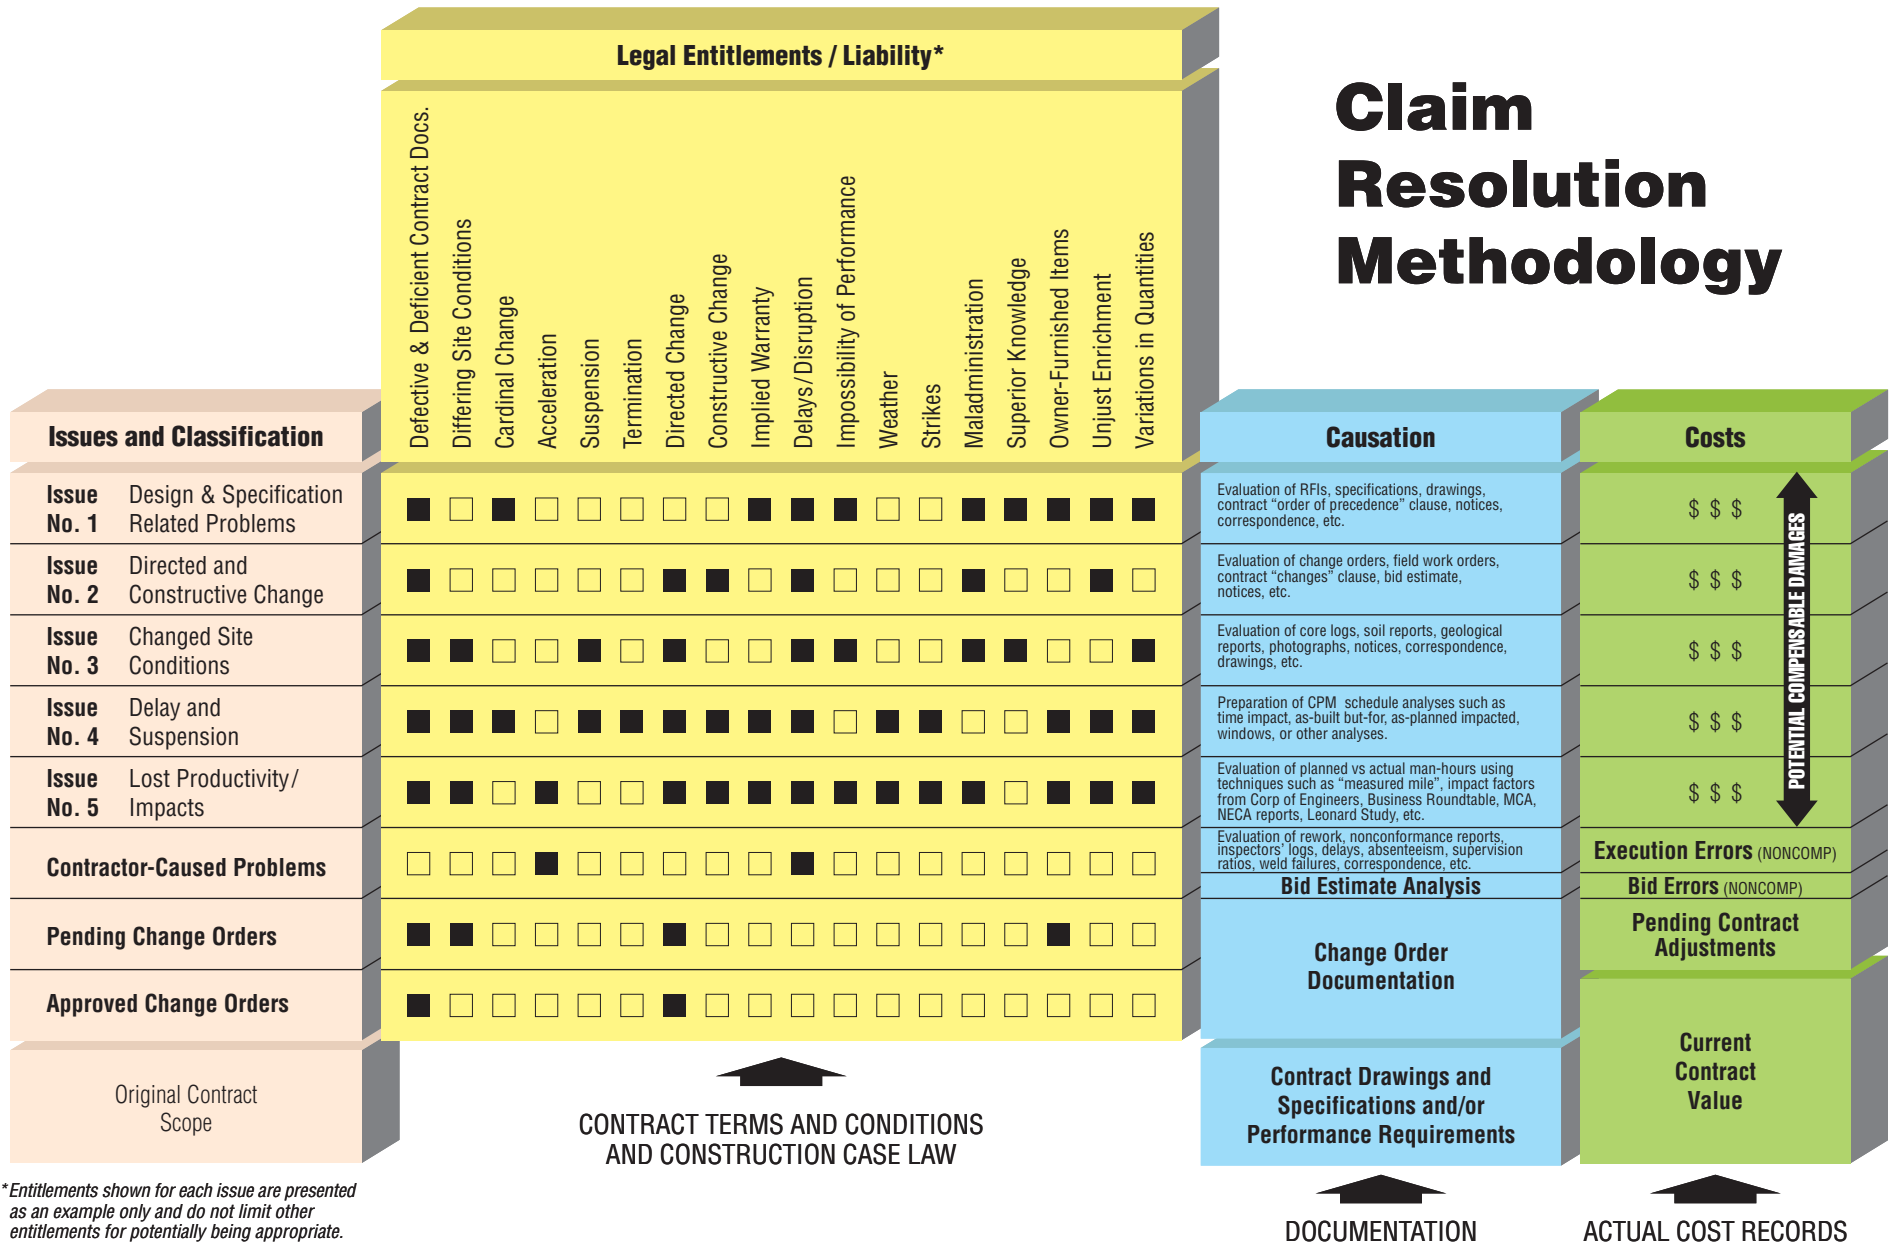 Legal Entitlements / Liability*
Claim
Resolution
Methodology
Defective & Deficient Contract Docs.
Differing Site Conditions
Cardinal Change
Acceleration
Suspension
Termination
Directed Change
Constructive Change
Implied Warranty
Delays/Disruption
Impossibility of Performance
Weather
Strikes
Maladministration
Superior Knowledge
Owner-Furnished Items
Unjust Enrichment
Variations in Quantities
Issues and Classification
Causation
Costs
Issue No. 1
Design & Specification
Related Problems
Evaluation of RFIs, specifications, drawings,
contract “order of precedence” clause, notices,
correspondence, etc.
$ $ $
Issue No. 2
Directed and
Constructive Change
Evaluation of change orders, field work orders,
contract “changes” clause, bid estimate,
notices, etc.
$ $ $
Issue No. 3
Changed Site
Conditions
Evaluation of core logs, soil reports, geological
reports, photographs, notices, correspondence,
drawings, etc.
$ $ $
Issue No. 4
Delay and
Suspension
Preparation of CPM schedule analyses such as
time impact, as-built but-for, as-planned impacted,
windows, or other analyses.
$ $ $
Issue No. 5
Lost Productivity/
Impacts
Evaluation of planned vs actual man-hours using
techniques such as “measured mile”, impact factors
from Corp of Engineers, Business Roundtable, MCA,
NECA reports, Leonard Study, etc.
$ $ $
POTENTIAL COMPENSABLE DAMAGES
Contractor-Caused Problems
Evaluation of rework, nonconformance reports,
inspectors’ logs, delays, absenteeism, supervision
ratios, weld failures, correspondence, etc.
Execution Errors (NONCOMP)
Bid Estimate Analysis
Bid Errors (NONCOMP)
Pending Change Orders
Change Order
Documentation
Pending Contract
Adjustments
Approved Change Orders
Original Contract
Scope
Contract Drawings and
Specifications and/or
Performance Requirements
Current
Contract
Value
CONTRACT TERMS AND CONDITIONS
AND CONSTRUCTION CASE LAW
DOCUMENTATION
ACTUAL COST RECORDS
*Entitlements shown for each issue are presented
as an example only and do not limit other
entitlements for potentially being appropriate.